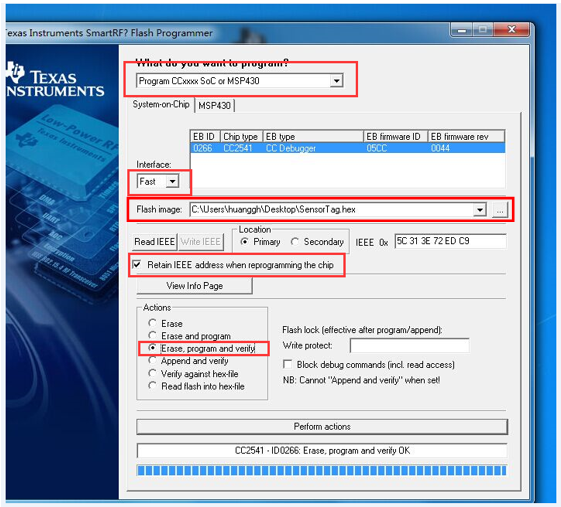 Texas Instruments SmartRF? Flash Programmer
What do you want to program?
Program CCxxxx SoC or MSP430
System-on-Chip MSP430
EB ID Chip type EB type EB firmware ID EB firmware rev
0266 CC2541 CC Debugger 05CC 0044
Interface:
Fast
Flash image: C:\Users\huanggh\Desktop\SensorTag.hex ...
Location
Read IEEE Write IEEE Primary Secondary IEEE 0x 5C 31 3E 72 ED C9
Retain IEEE address when reprogramming the chip
View Info Page
Actions
Erase
Erase and program
Erase, program and verify
Append and verify
Verify against hex-file
Read flash into hex-file
Flash lock (effective after program/append):
Write protect:
Block debug commands (incl. read access)
NB: Cannot "Append and verify" when set!
Perform actions
CC2541 - ID0266: Erase, program and verify OK
TEXAS
INSTRUMENTS
Low-Power RF